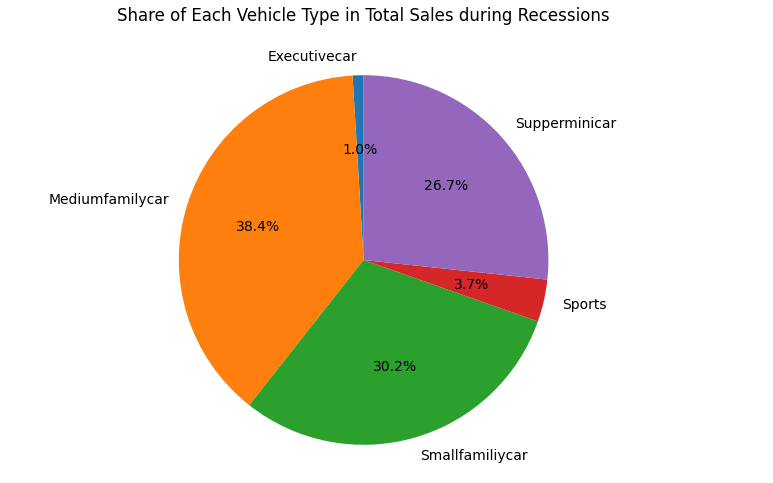 Share of Each Vehicle Type in Total Sales during Recessions
Executivecar
1.0%
Supperminicar
26.7%
Mediumfamilycar
38.4%
3.7%
Sports
30.2%
Smallfamiliycar